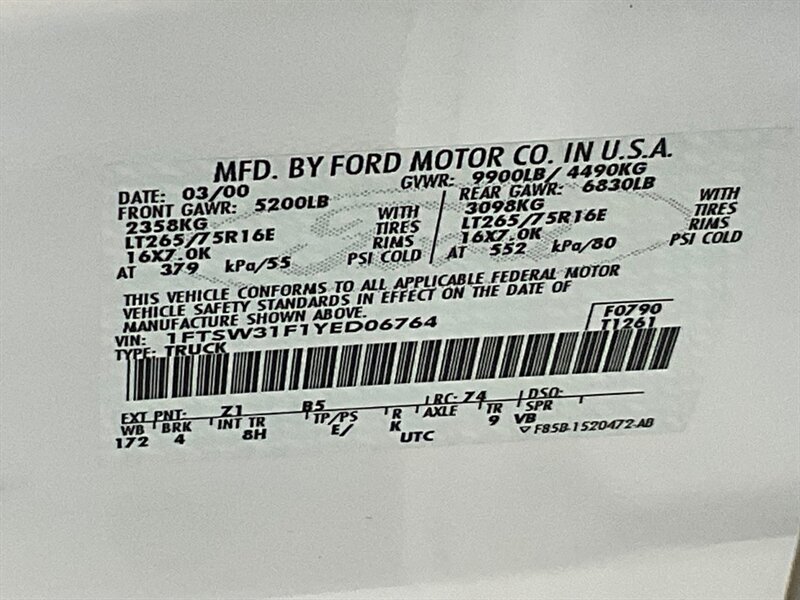 MFD. BY FORD MOTOR CO. IN U.S.A.
DATE: 03/00 GVWR: 9900LB/ 4490KG
FRONT GAWR: 5200LB REAR GAWR: 6830LB
2358KG WITH 3098KG WITH
LT265/75R16E TIRES LT265/75R16E TIRES
16X7.0K RIMS 16X7.0K RIMS
AT 379 kPa/55 PSI COLD AT 552 kPa/80 PSI COLD
THIS VEHICLE CONFORMS TO ALL APPLICABLE FEDERAL MOTOR
VEHICLE SAFETY STANDARDS IN EFFECT ON THE DATE OF
MANUFACTURE SHOWN ABOVE.
VIN: 1FTSW31F1YED06764 F0790
TYPE: TRUCK T1261
EXT PNT: Z1 B5 RC: 74 DSO:
WB BRK INT TR TP/PS R AXLE TR SPR
172 4 8H E/ K 9 VB
UTC F85B-1520472-AB